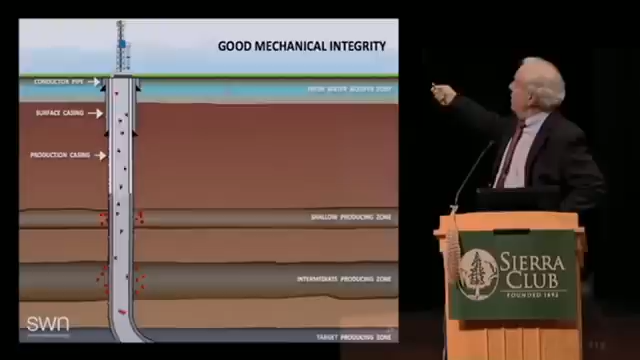 GOOD MECHANICAL INTEGRITY
CONDUCTOR PIPE
FRESH WATER AQUIFER ZONE
SURFACE CASING
PRODUCTION CASING
SHALLOW PRODUCING ZONE
INTERMEDIATE PRODUCING ZONE
TARGET PRODUCING ZONE
swn
SIERRA
CLUB
FOUNDED 1892